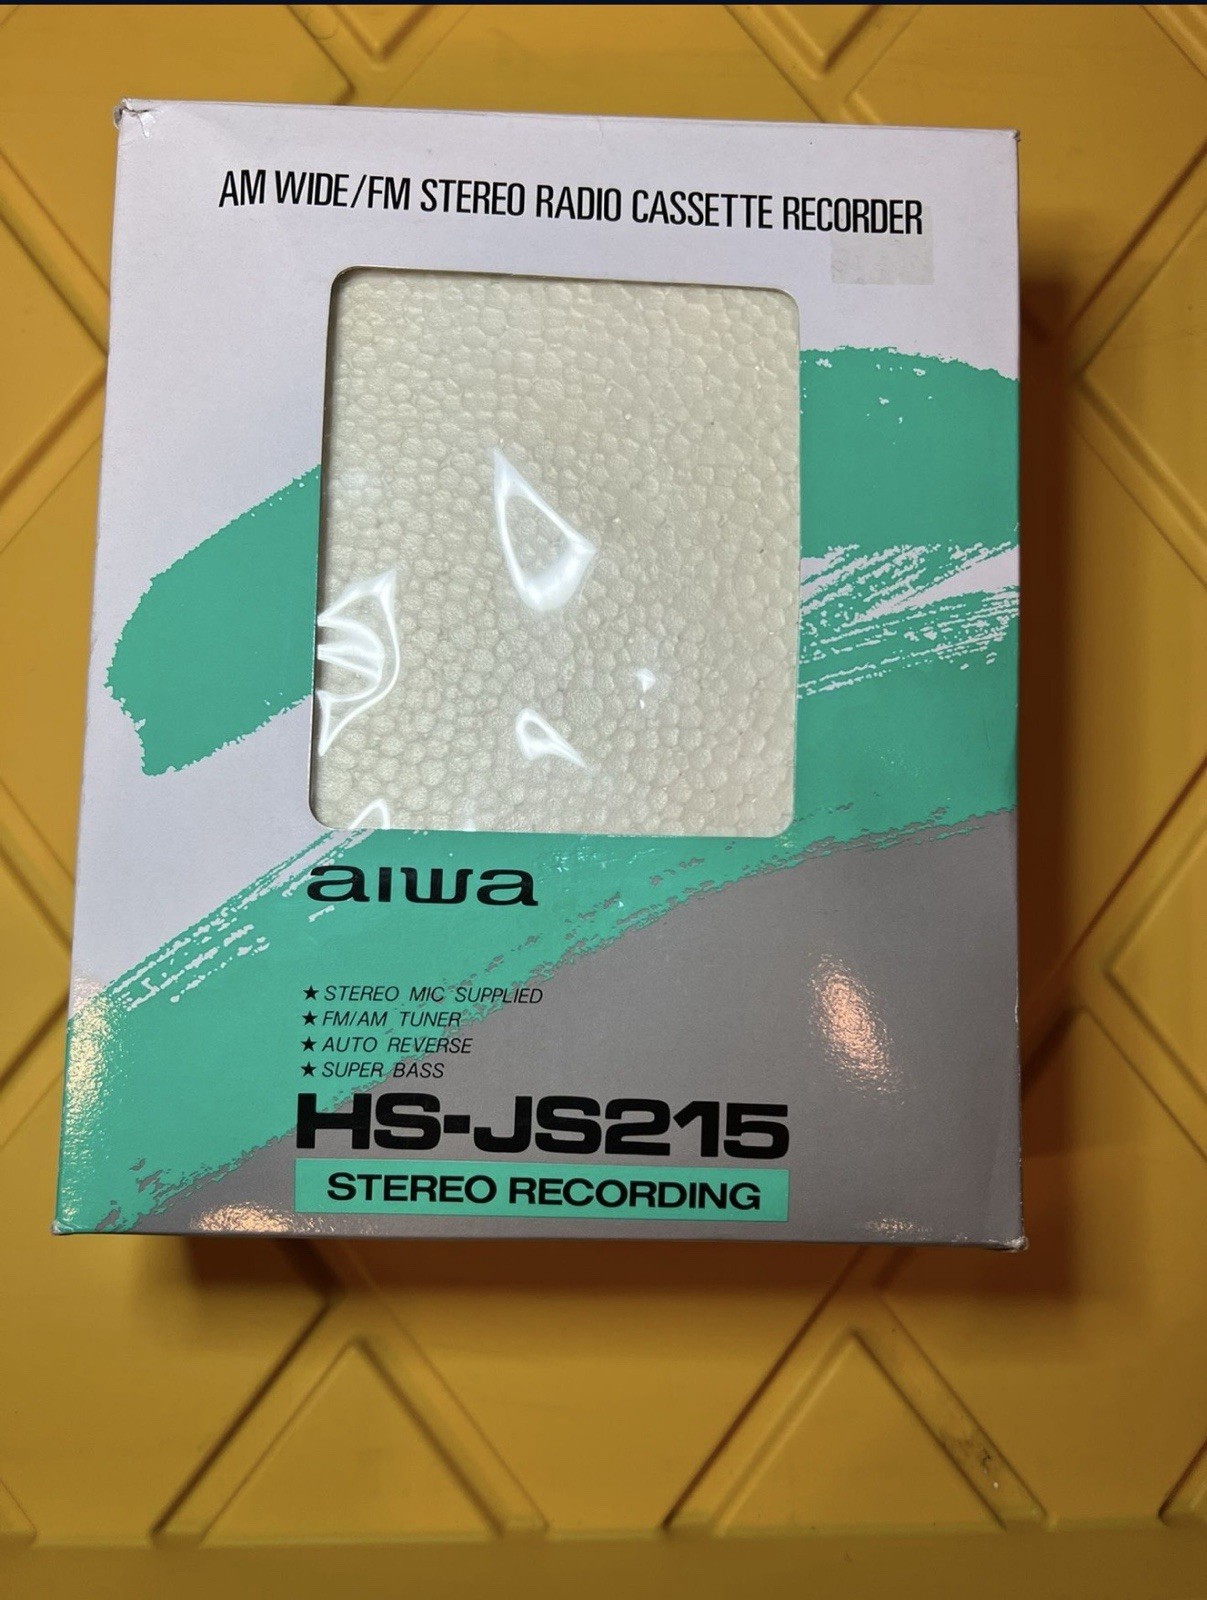 AM WIDE/FM STEREO RADIO CASSETTE RECORDER
aiwa
★ STEREO MIC SUPPLIED
★ FM/AM TUNER
★ AUTO REVERSE
★ SUPER BASS
HS-JS215
STEREO RECORDING